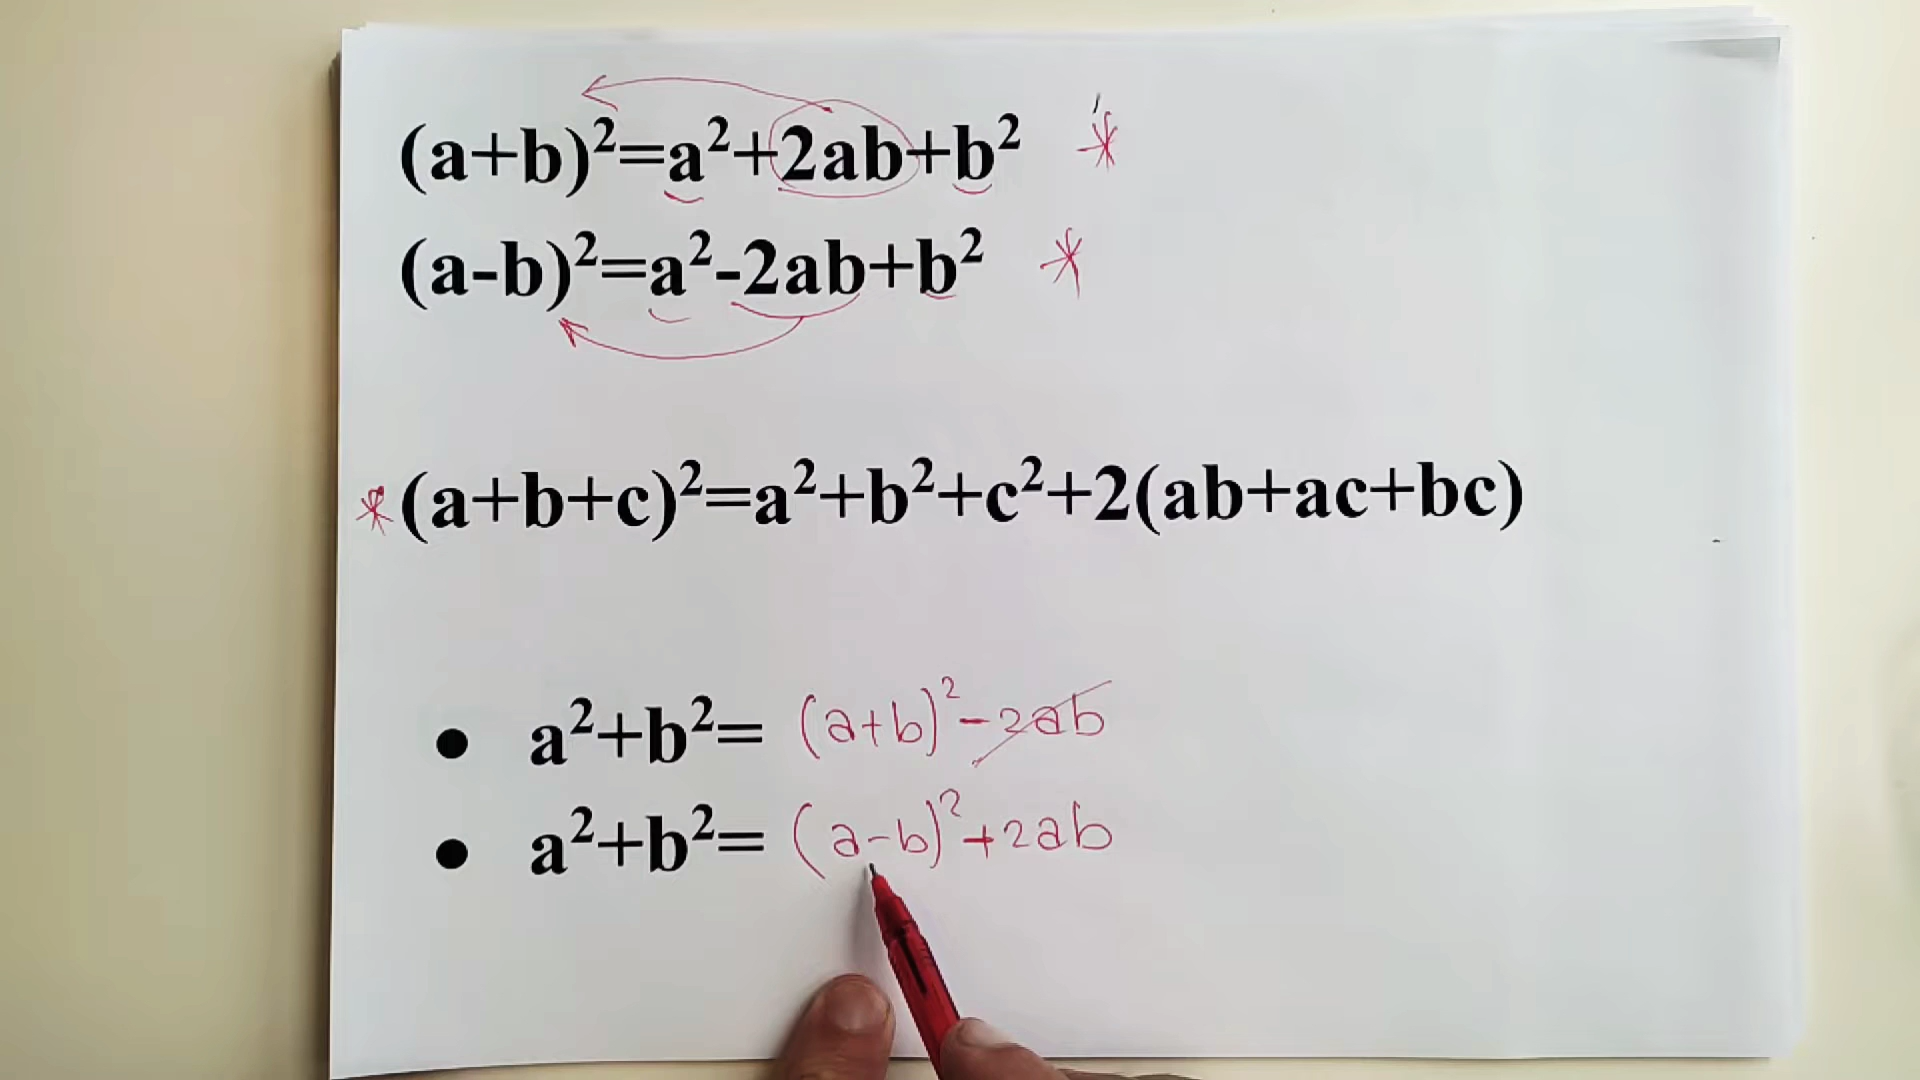 (a+b)²=a²+2ab+b² *
(a-b)²=a²-2ab+b² *
*(a+b+c)²=a²+b²+c²+2(ab+ac+bc)
• a²+b²= (a+b)²-2ab
• a²+b²= (a-b)²+2ab